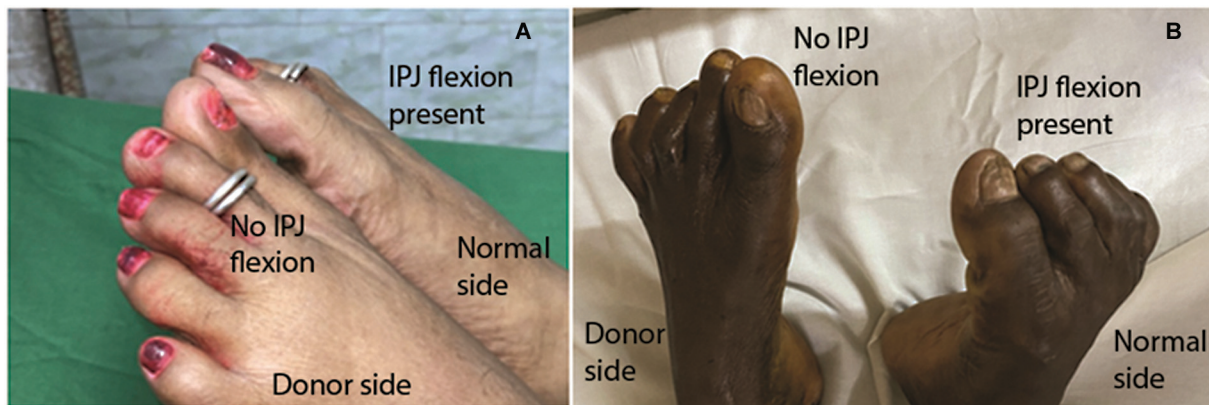 A
IPJ flexion
present
No IPJ
flexion
Normal
side
Donor side
B
No IPJ
flexion
IPJ flexion
present
Donor
side
Normal
side